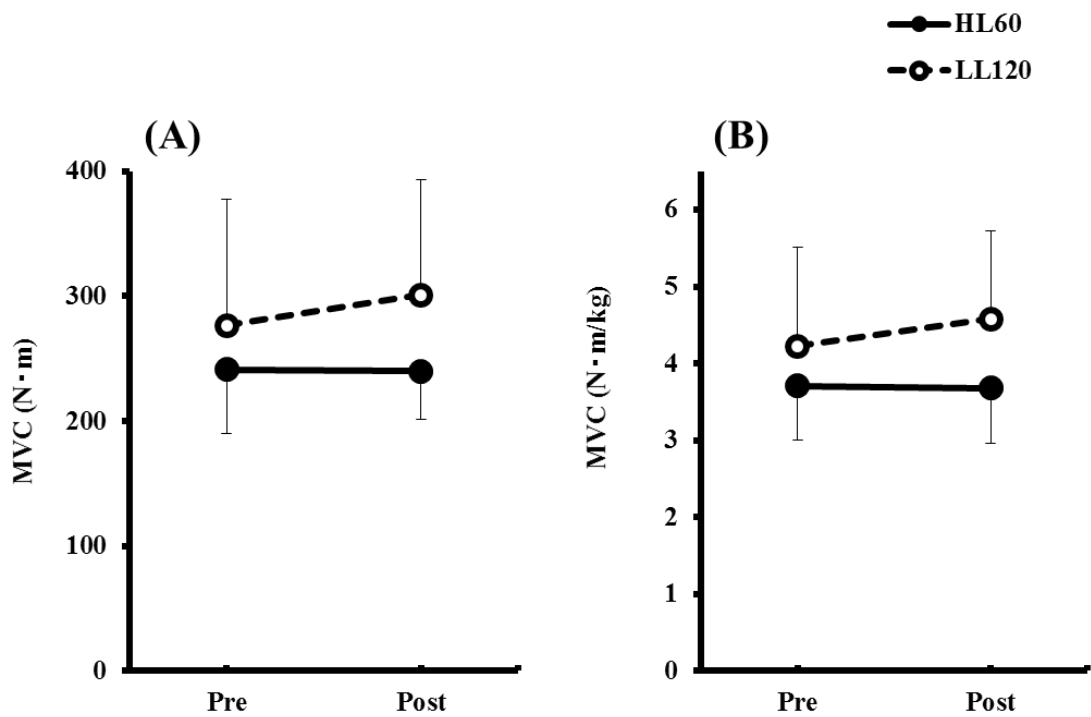 HL60
LL120
(A)
(B)
MVC (N・m)
400
300
200
100
0
Pre Post
MVC (N・m/kg)
6
5
4
3
2
1
0
Pre Post